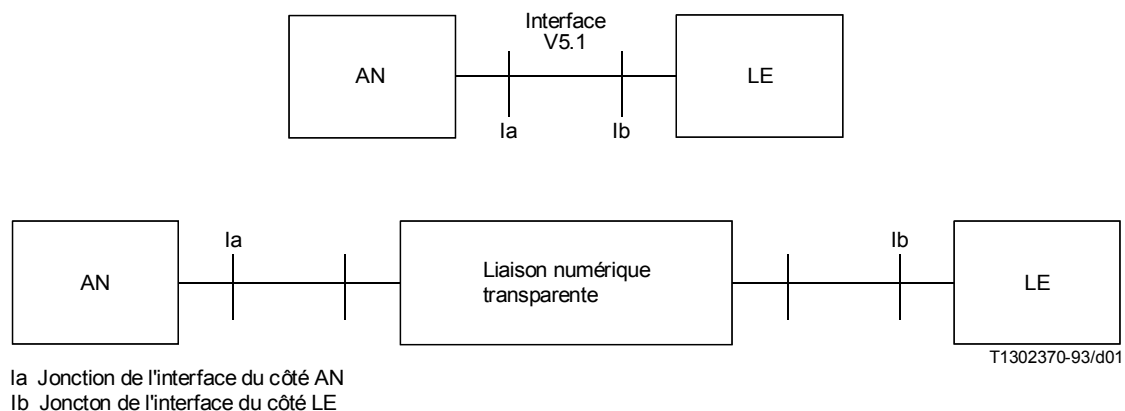 Interface
V5.1
AN
LE
Ia
Ib
Ia
Ib
AN
Liaison numérique
transparente
LE
T1302370-93/d01
Ia Jonction de l'interface du côté AN
Ib Joncton de l'interface du côté LE